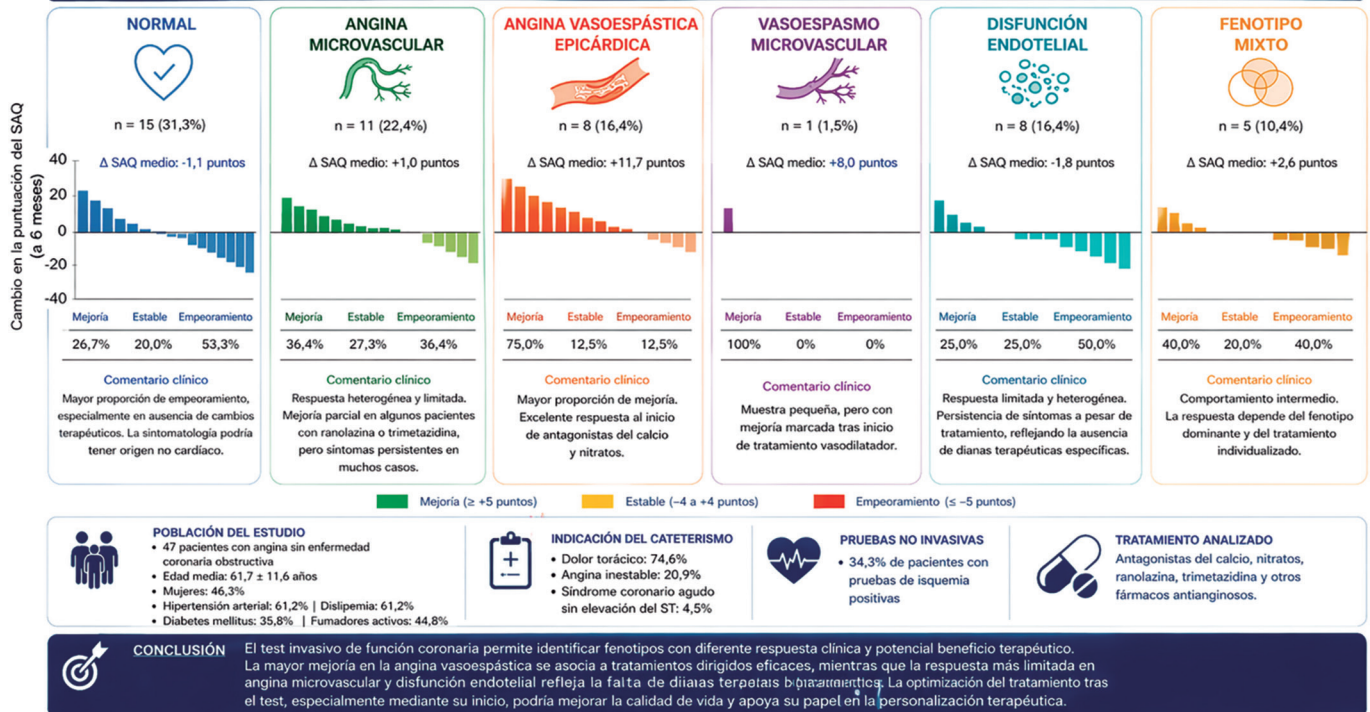 NORMAL
n = 15 (31,3%)
Δ SAQ medio: -1,1 puntos
Cambio en la puntuación del SAQ
(a 6 meses)
40
20
0
-20
-40
Mejoría Estable Empeoramiento
26,7% 20,0% 53,3%
Comentario clínico
Mayor proporción de empeoramiento,
especialmente en ausencia de cambios
terapéuticos. La sintomatología podría
tener origen no cardíaco.
ANGINA
MICROVASCULAR
n = 11 (22,4%)
Δ SAQ medio: +1,0 puntos
Mejoría Estable Empeoramiento
36,4% 27,3% 36,4%
Comentario clínico
Respuesta heterogénea y limitada.
Mejoría parcial en algunos pacientes
con ranolazina o trimetazidina,
pero síntomas persistentes en
muchos casos.
ANGINA VASOESPÁSTICA
EPICÁRDICA
n = 8 (16,4%)
Δ SAQ medio: +11,7 puntos
Mejoría Estable Empeoramiento
75,0% 12,5% 12,5%
Comentario clínico
Mayor proporción de mejoría.
Excelente respuesta al inicio
de antagonistas del calcio
y nitratos.
VASOESPASMO
MICROVASCULAR
n = 1 (1,5%)
Δ SAQ medio: +8,0 puntos
Mejoría Estable Empeoramiento
100% 0% 0%
Comentario clínico
Muestra pequeña, pero con
mejoría marcada tras inicio
de tratamiento vasodilatador.
DISFUNCIÓN
ENDOTELIAL
n = 8 (16,4%)
Δ SAQ medio: -1,8 puntos
Mejoría Estable Empeoramiento
25,0% 25,0% 50,0%
Comentario clínico
Respuesta limitada y heterogénea.
Persistencia de síntomas a pesar de
tratamiento, reflejando la ausencia
de dianas terapéuticas específicas.
FENOTIPO
MIXTO
n = 5 (10,4%)
Δ SAQ medio: +2,6 puntos
Mejoría Estable Empeoramiento
40,0% 20,0% 40,0%
Comentario clínico
Comportamiento intermedio.
La respuesta depende del fenotipo
dominante y del tratamiento
individualizado.
Mejoría (≥ +5 puntos) Estable (–4 a +4 puntos) Empeoramiento (≤ –5 puntos)
POBLACIÓN DEL ESTUDIO
• 47 pacientes con angina sin enfermedad
coronaria obstructiva
• Edad media: 61,7 ± 11,6 años
• Mujeres: 46,3%
• Hipertensión arterial: 61,2% | Dislipemia: 61,2%
• Diabetes mellitus: 35,8% | Fumadores activos: 44,8%
INDICACIÓN DEL CATETERISMO
• Dolor torácico: 74,6%
• Angina inestable: 20,9%
• Síndrome coronario agudo
sin elevación del ST: 4,5%
PRUEBAS NO INVASIVAS
• 34,3% de pacientes con
pruebas de isquemia
positivas
TRATAMIENTO ANALIZADO
Antagonistas del calcio, nitratos,
ranolazina, trimetazidina y otros
fármacos antianginosos.
CONCLUSIÓN
El test invasivo de función coronaria permite identificar fenotipos con diferente respuesta clínica y potencial beneficio terapéutico.
La mayor mejoría en la angina vasoespástica se asocia a tratamientos dirigidos eficaces, mientras que la respuesta más limitada en
angina microvascular y disfunción endotelial refleja la falta de La optimización del tratamiento tras
el test, especialmente mediante su inicio, podría mejorar la calidad de vida y apoya su papel en la personalización terapéutica.